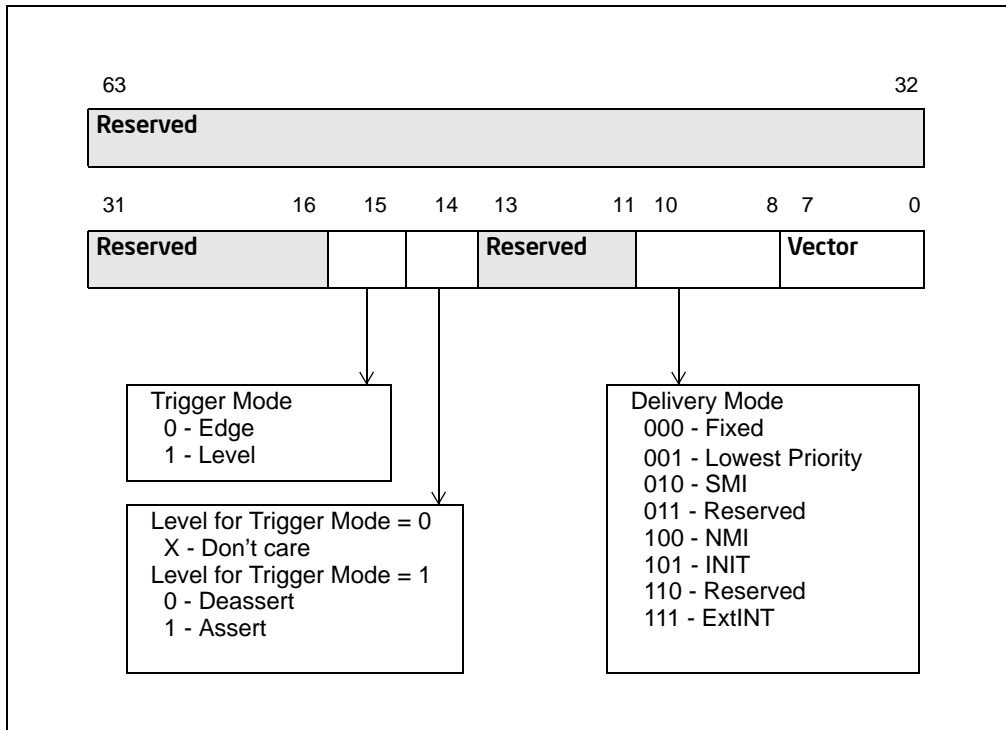 63 32
Reserved
31 16 15 14 13 11 10 8 7 0
Reserved Reserved Vector
Trigger Mode
0 - Edge
1 - Level
Level for Trigger Mode = 0
X - Don't care
Level for Trigger Mode = 1
0 - Deassert
1 - Assert
Delivery Mode
000 - Fixed
001 - Lowest Priority
010 - SMI
011 - Reserved
100 - NMI
101 - INIT
110 - Reserved
111 - ExtINT